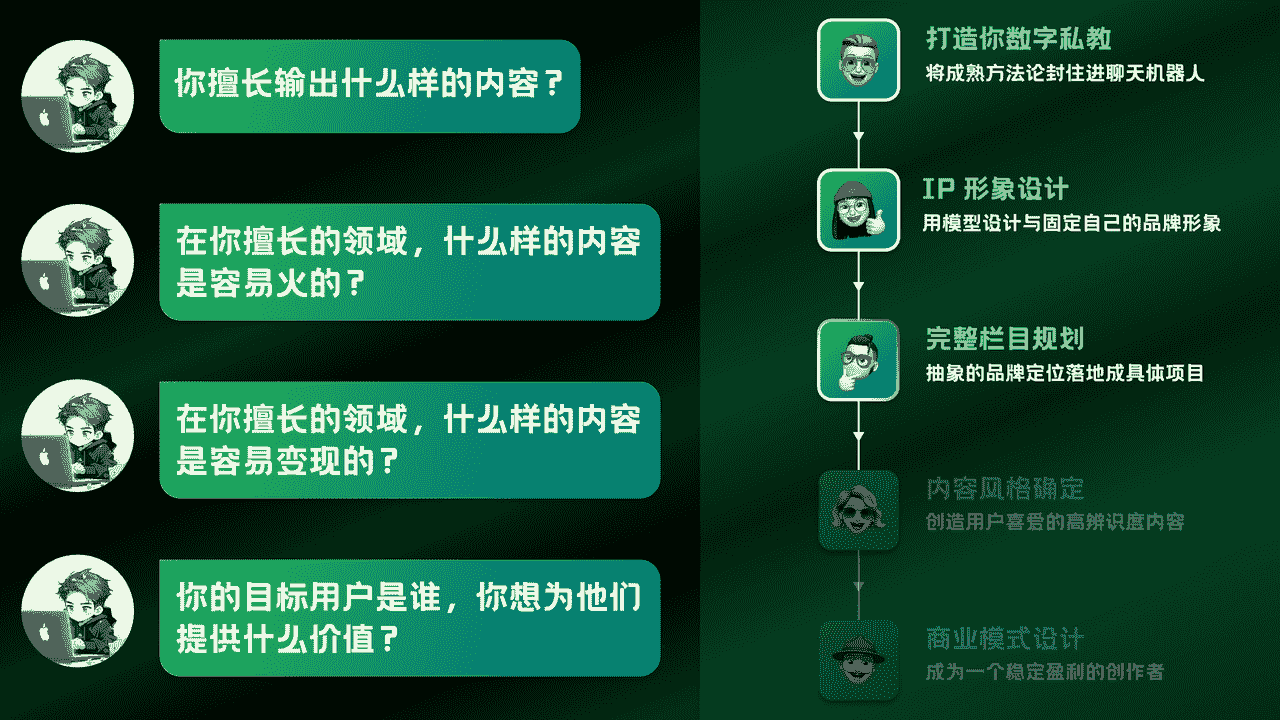 你擅长输出什么样的内容？
在你擅长的领域，什么样的内容
是容易火的？
在你擅长的领域，什么样的内容
是容易变现的？
你的目标用户是谁，你想为他们
提供什么价值？
打造你数字私教
将成熟方法论封住进聊天机器人
IP 形象设计
用模型设计与固定自己的品牌形象
完整栏目规划
抽象的品牌定位落地成具体项目
内容风格确定
创造用户喜爱的高辨识度内容
商业模式设计
成为一个稳定盈利的创作者